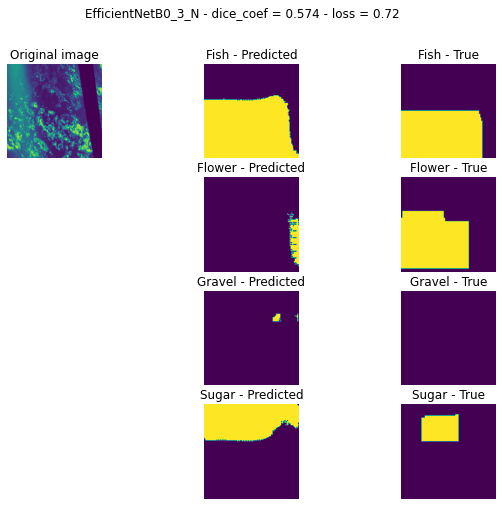 EfficientNetB0_3_N - dice_coef = 0.574 - loss = 0.72
Original image
Fish - Predicted
Fish - True
Flower - Predicted
Flower - True
Gravel - Predicted
Gravel - True
Sugar - Predicted
Sugar - True